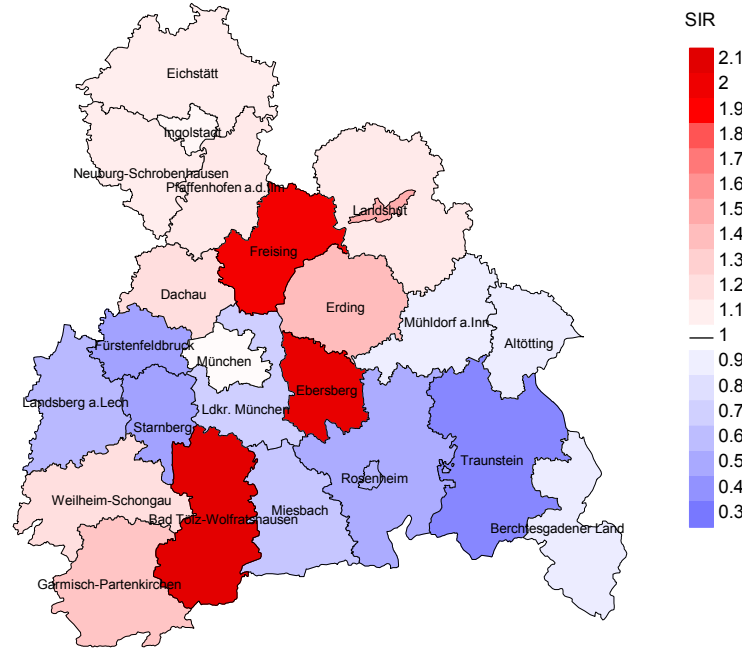 SIR
Eichstätt
Ingolstadt
Neuburg-Schrobenhausen
Pfaffenhofen a.d.Ilm
Landshut
Freising
Dachau
Erding
Mühldorf a.Inn
Altötting
Fürstenfeldbruck
München
Ebersberg
Landsberg a.Lech
Ldkr. München
Starnberg
Traunstein
Rosenheim
Weilheim-Schongau
Miesbach
Bad Tölz-Wolfratshausen
Berchtesgadener Land
Garmisch-Partenkirchen
2.1
2
1.9
1.8
1.7
1.6
1.5
1.4
1.3
1.2
1.1
1
0.9
0.8
0.7
0.6
0.5
0.4
0.3